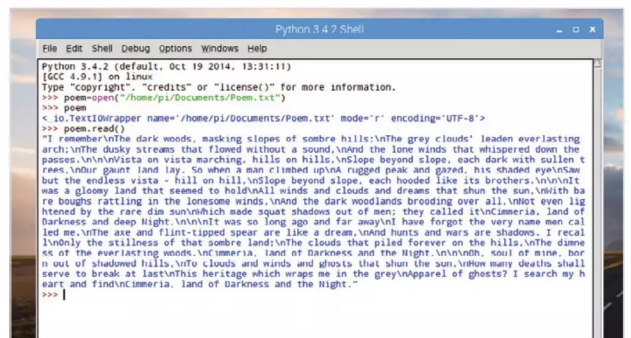 Python 3.4.2 Shell
File Edit Shell Debug Options Windows Help
Python 3.4.2 (default, Oct 19 2014, 13:31:11)
[GCC 4.9.1] on linux
Type "copyright", "credits" or "license()" for more information.
>>> poem=open("/home/pi/Documents/Poem.txt")
>>> poem
<_io.TextIOWrapper name='/home/pi/Documents/Poem.txt' mode='r' encoding='UTF-8'>
>>> poem.read()
"I remember\nThe dark woods, masking slopes of sombre hills;\nThe grey clouds' leaden everlasting
arch;\nThe dusky streams that flowed without a sound,\nAnd the lone winds that whispered down the
passes.\n\n\nVista on vista marching, hills on hills,\nSlope beyond slope, each dark with sullen t
rees,\nOur gaunt land lay. So when a man climbed up\nA rugged peak and gazed, his shaded eye\nSaw
but the endless vista - hill on hill,\nSlope beyond slope, each hooded like its brothers.\n\n\nIt
was a gloomy land that seemed to hold\nAll winds and clouds and dreams that shun the sun,\nWith ba
re boughs rattling in the lonesome winds,\nAnd the dark woodlands brooding over all,\nNot even lig
htened by the rare dim sun\nWhich made squat shadows out of men; they called it\nCimmeria, land of
Darkness and deep Night.\n\n\nIt was so long ago and far away\nI have forgot the very name men cal
led me.\nThe axe and flint-tipped spear are like a dream,\nAnd hunts and wars are shadows. I recal
l\nOnly the stillness of that sombre land;\nThe clouds that piled forever on the hills,\nThe dimne
ss of the everlasting woods.\nCimmeria, land of Darkness and the Night.\n\n\nOh, soul of mine, bor
n out of shadowed hills,\nTo clouds and winds and ghosts that shun the sun,\nHow many deaths shall
serve to break at last\nThis heritage which wraps me in the grey\nApparel of ghosts? I search my h
eart and find\nCimmeria, land of Darkness and the Night."
>>>